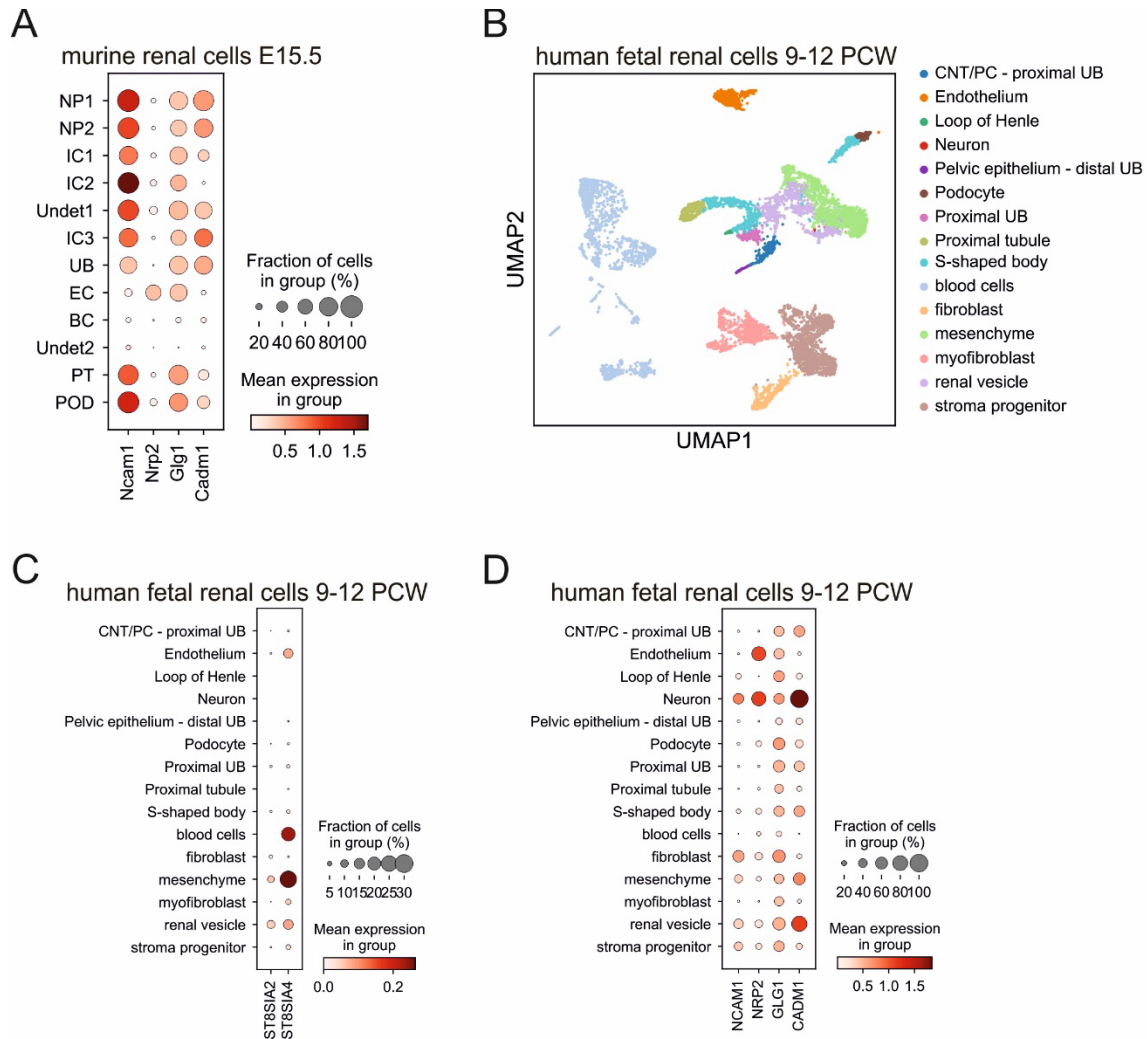 A
murine renal cells E15.5
NP1
NP2
IC1
IC2
Undet1
IC3
UB
EC
BC
Undet2
PT
POD
Ncam1
Nrp2
Glg1
Cadm1
Fraction of cells
in group (%)
20 40 60 80100
Mean expression
in group
0.5 1.0 1.5
B
human fetal renal cells 9-12 PCW
UMAP2
UMAP1
CNT/PC - proximal UB
Endothelium
Loop of Henle
Neuron
Pelvic epithelium - distal UB
Podocyte
Proximal UB
Proximal tubule
S-shaped body
blood cells
fibroblast
mesenchyme
myofibroblast
renal vesicle
stroma progenitor
C
human fetal renal cells 9-12 PCW
CNT/PC - proximal UB
Endothelium
Loop of Henle
Neuron
Pelvic epithelium - distal UB
Podocyte
Proximal UB
Proximal tubule
S-shaped body
blood cells
fibroblast
mesenchyme
myofibroblast
renal vesicle
stroma progenitor
ST8SIA2
ST8SIA4
Fraction of cells
in group (%)
5 1015202530
Mean expression
in group
0.0 0.2
D
human fetal renal cells 9-12 PCW
CNT/PC - proximal UB
Endothelium
Loop of Henle
Neuron
Pelvic epithelium - distal UB
Podocyte
Proximal UB
Proximal tubule
S-shaped body
blood cells
fibroblast
mesenchyme
myofibroblast
renal vesicle
stroma progenitor
NCAM1
NRP2
GLG1
CADM1
Fraction of cells
in group (%)
20 40 60 80 100
Mean expression
in group
0.5 1.0 1.5